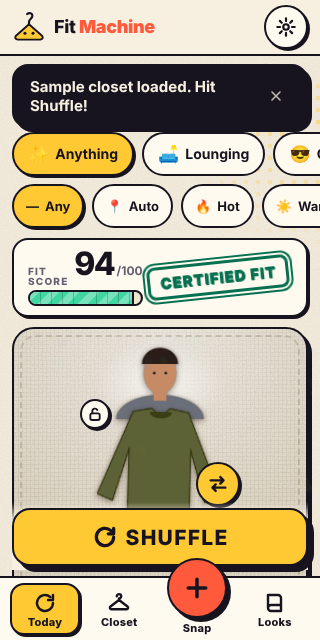 Fit Machine
Sample closet loaded. Hit
Shuffle!
Anything
Lounging
— Any
Auto
Hot
FIT
SCORE
94/100
CERTIFIED FIT
SHUFFLE
Today
Closet
Snap
Looks